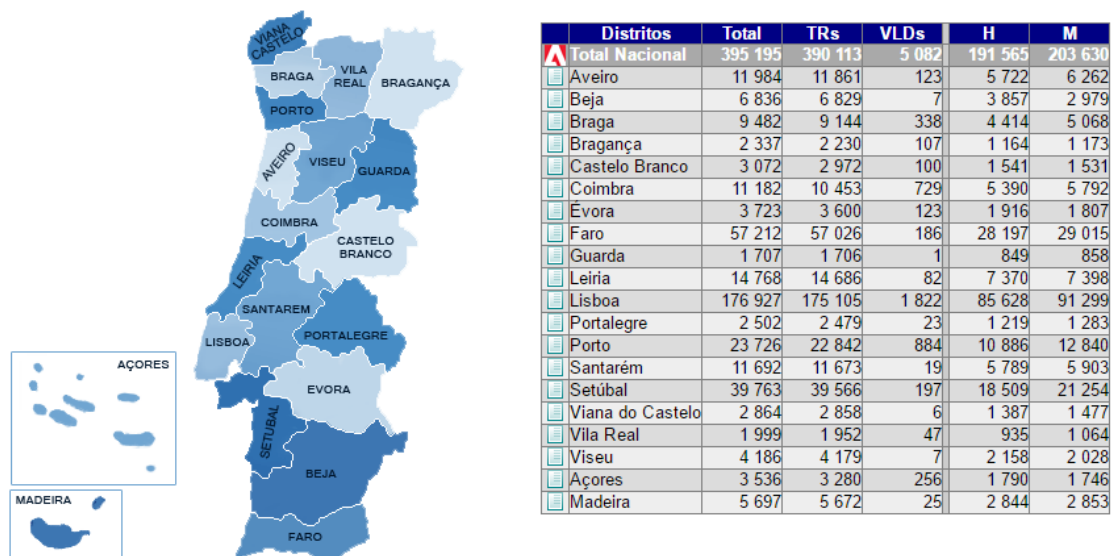 VIANA
CASTELO
BRAGA
VILA
REAL
BRAGANÇA
PORTO
AVEIRO
VISEU
GUARDA
COIMBRA
CASTELO
BRANCO
LEIRIA
SANTAREM
PORTALEGRE
LISBOA
EVORA
SETUBAL
BEJA
FARO
AÇORES
MADEIRA
Distritos Total TRs VLDs H M
Total Nacional 395 195 390 113 5 082 191 565 203 630
Aveiro 11 984 11 861 123 5 722 6 262
Beja 6 836 6 829 7 3 857 2 979
Braga 9 482 9 144 338 4 414 5 068
Bragança 2 337 2 230 107 1 164 1 173
Castelo Branco 3 072 2 972 100 1 541 1 531
Coimbra 11 182 10 453 729 5 390 5 792
Évora 3 723 3 600 123 1 916 1 807
Faro 57 212 57 026 186 28 197 29 015
Guarda 1 707 1 706 1 849 858
Leiria 14 768 14 686 82 7 370 7 398
Lisboa 176 927 175 105 1 822 85 628 91 299
Portalegre 2 502 2 479 23 1 219 1 283
Porto 23 726 22 842 884 10 886 12 840
Santarém 11 692 11 673 19 5 789 5 903
Setúbal 39 763 39 566 197 18 509 21 254
Viana do Castelo 2 864 2 858 6 1 387 1 477
Vila Real 1 999 1 952 47 935 1 064
Viseu 4 186 4 179 7 2 158 2 028
Açores 3 536 3 280 256 1 790 1 746
Madeira 5 697 5 672 25 2 844 2 853